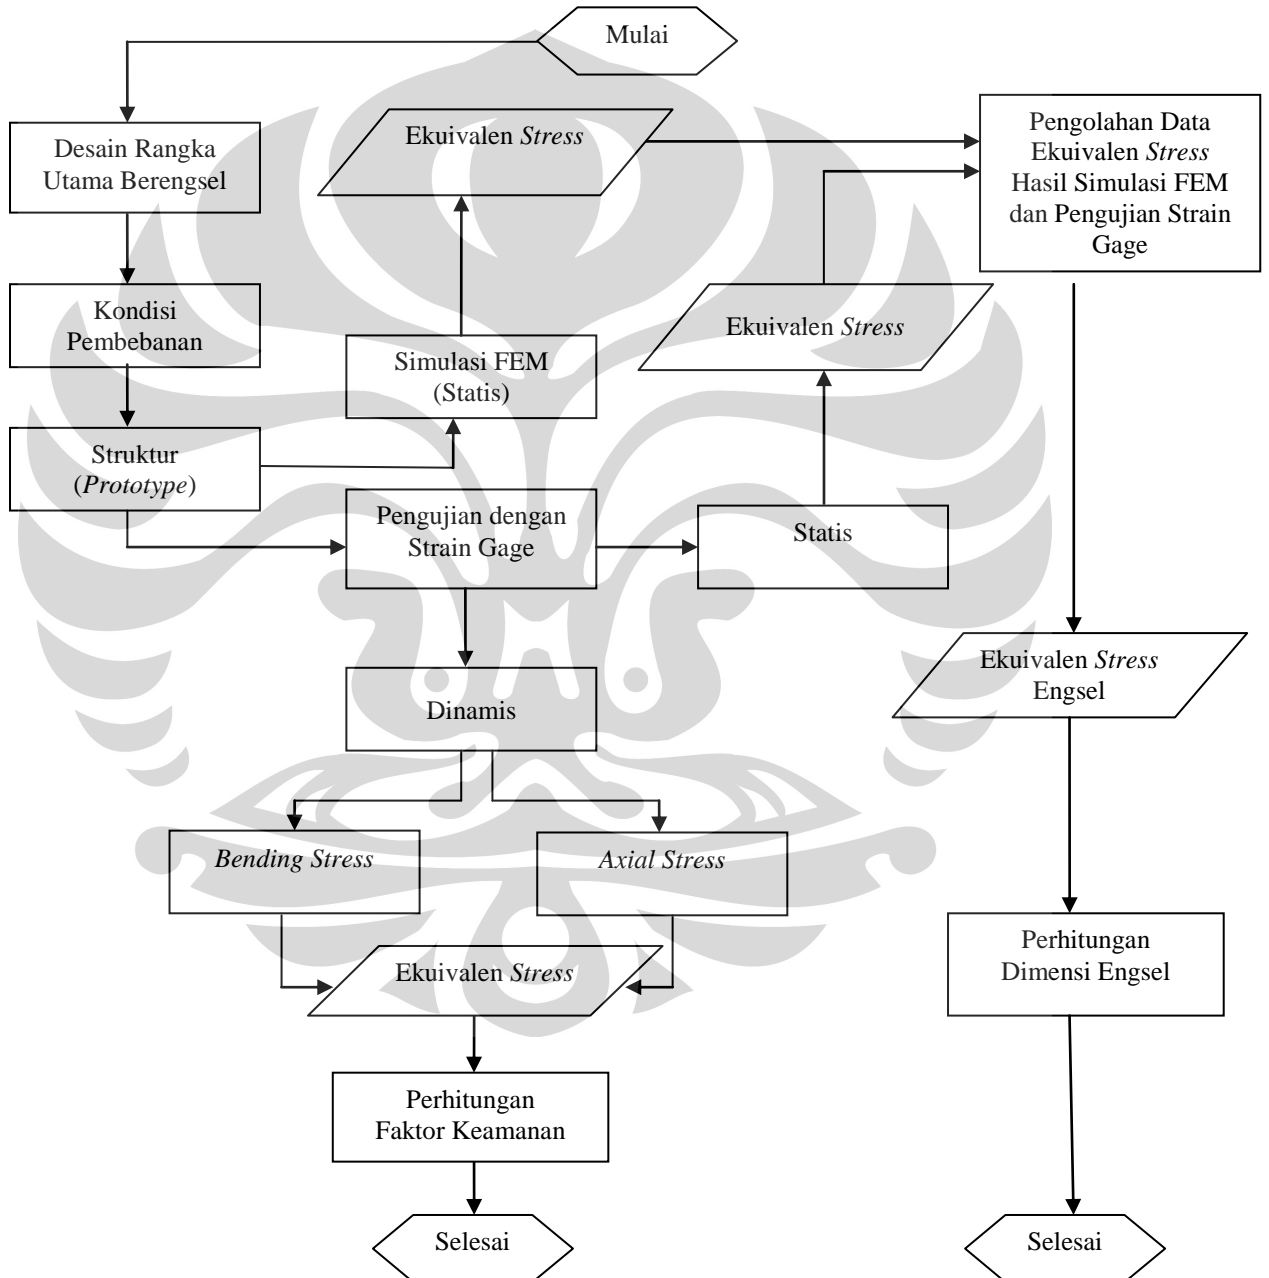 Mulai
Desain Rangka
Utama Berengsel
Ekuivalen Stress
Pengolahan Data
Ekuivalen Stress
Hasil Simulasi FEM
dan Pengujian Strain
Gage
Kondisi
Pembebanan
Simulasi FEM
(Statis)
Ekuivalen Stress
Struktur
(Prototype)
Pengujian dengan
Strain Gage
Statis
Ekuivalen Stress
Engsel
Dinamis
Bending Stress
Axial Stress
Perhitungan
Dimensi Engsel
Ekuivalen Stress
Perhitungan
Faktor Keamanan
Selesai
Selesai